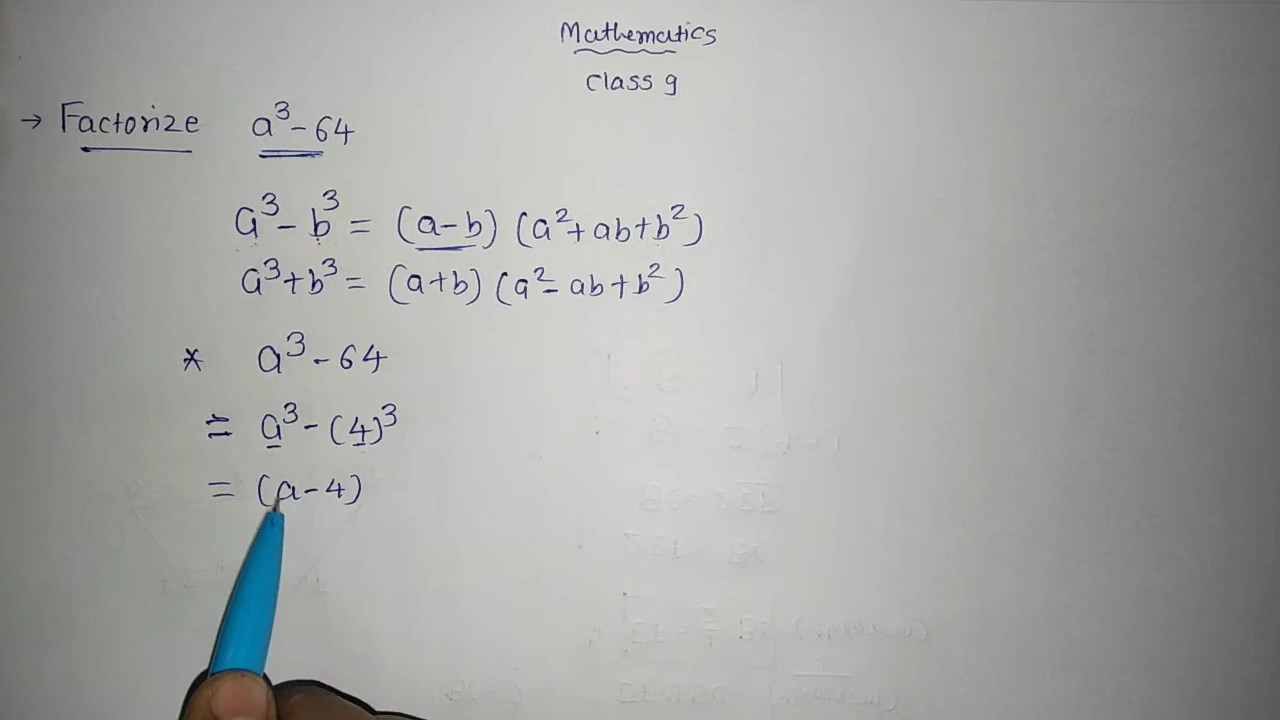 Mathematics
Class 9
→ Factorize a³-64
a³-b³ = (a-b) (a²+ab+b²)
a³+b³ = (a+b) (a²-ab+b²)
* a³-64
= a³-(4)³
= (a-4)